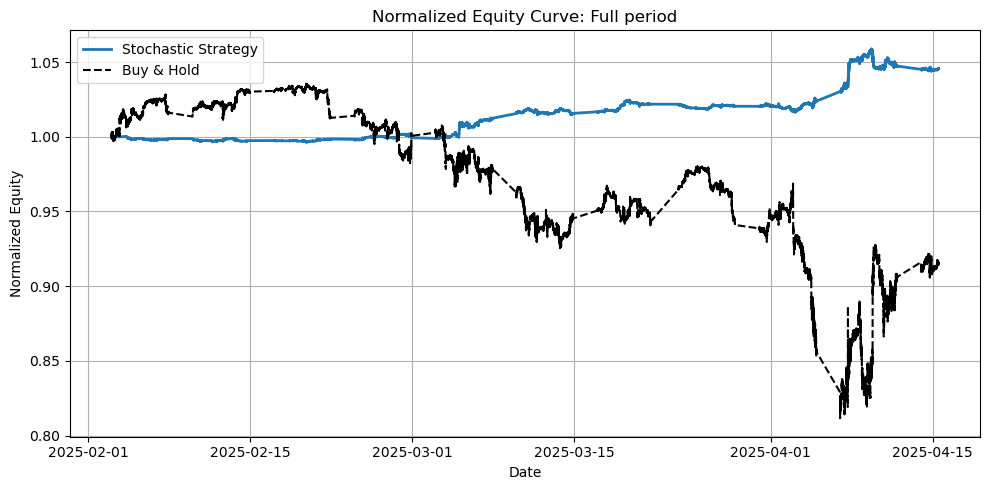 Normalized Equity Curve: Full period
Stochastic Strategy
Buy & Hold
Normalized Equity
1.05
1.00
0.95
0.90
0.85
0.80
2025-02-01 2025-02-15 2025-03-01 2025-03-15 2025-04-01 2025-04-15
Date